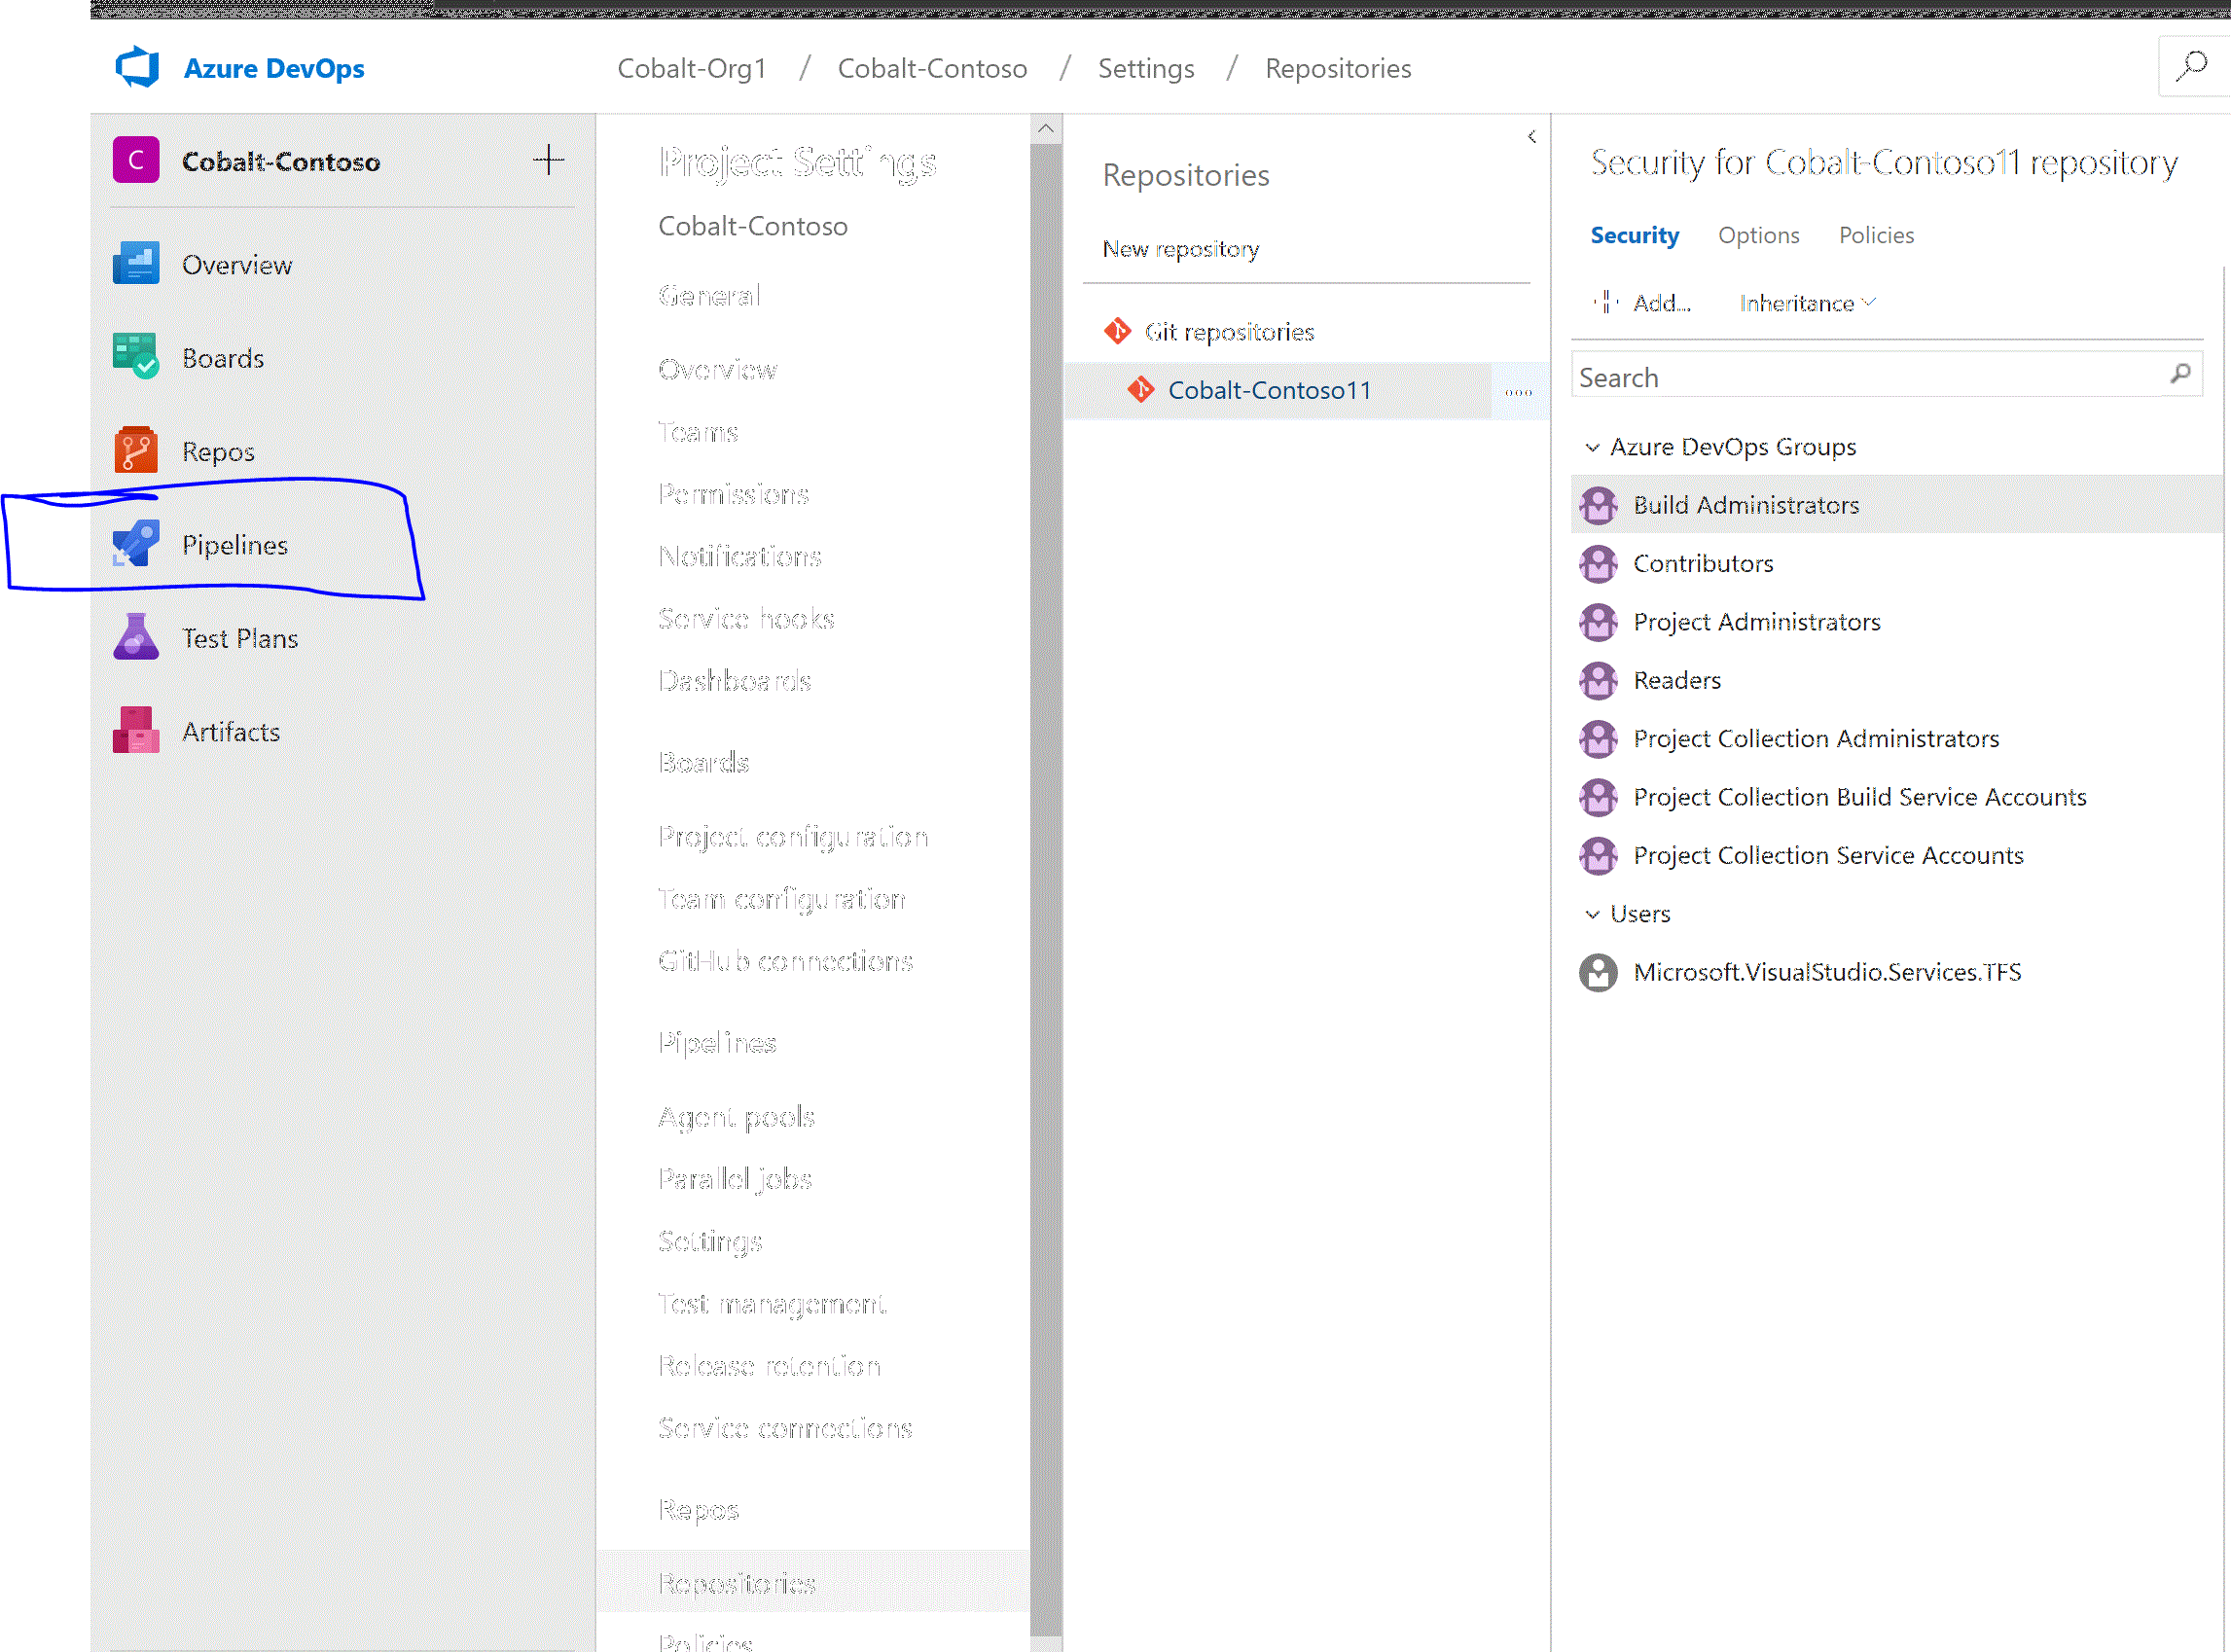 Azure DevOps
Cobalt-Org1 / Cobalt-Contoso / Settings / Repositories
C Cobalt-Contoso
Overview
Boards
Repos
Pipelines
Test Plans
Artifacts
Project Settings
Cobalt-Contoso
General
Overview
Teams
Permissions
Notifications
Service hooks
Dashboards
Boards
Project configuration
Team configuration
GitHub connections
Pipelines
Agent pools
Parallel jobs
Settings
Test management
Release retention
Service connections
Repos
Repositories
Policies
Repositories
New repository
Git repositories
Cobalt-Contoso11
Security for Cobalt-Contoso11 repository
Security Options Policies
Add... Inheritance
Search
Azure DevOps Groups
Build Administrators
Contributors
Project Administrators
Readers
Project Collection Administrators
Project Collection Build Service Accounts
Project Collection Service Accounts
Users
Microsoft.VisualStudio.Services.TFS